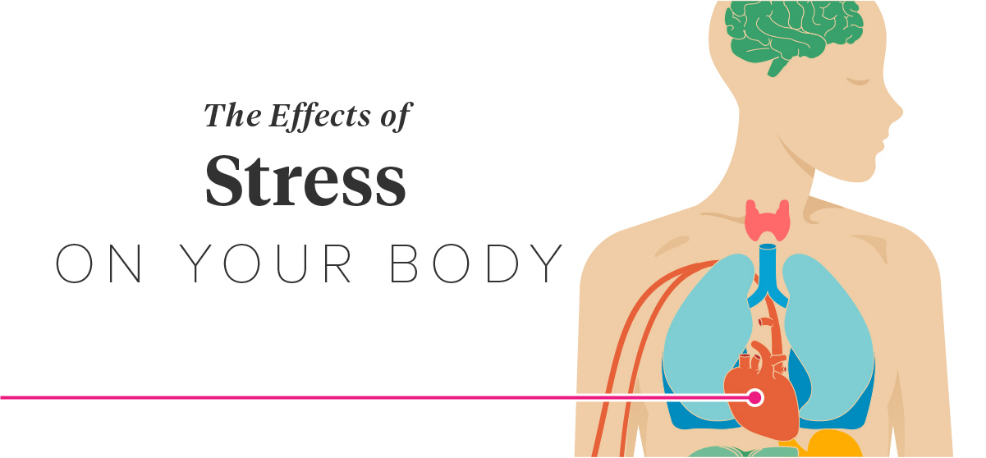 The Effects of
Stress
ON YOUR BODY